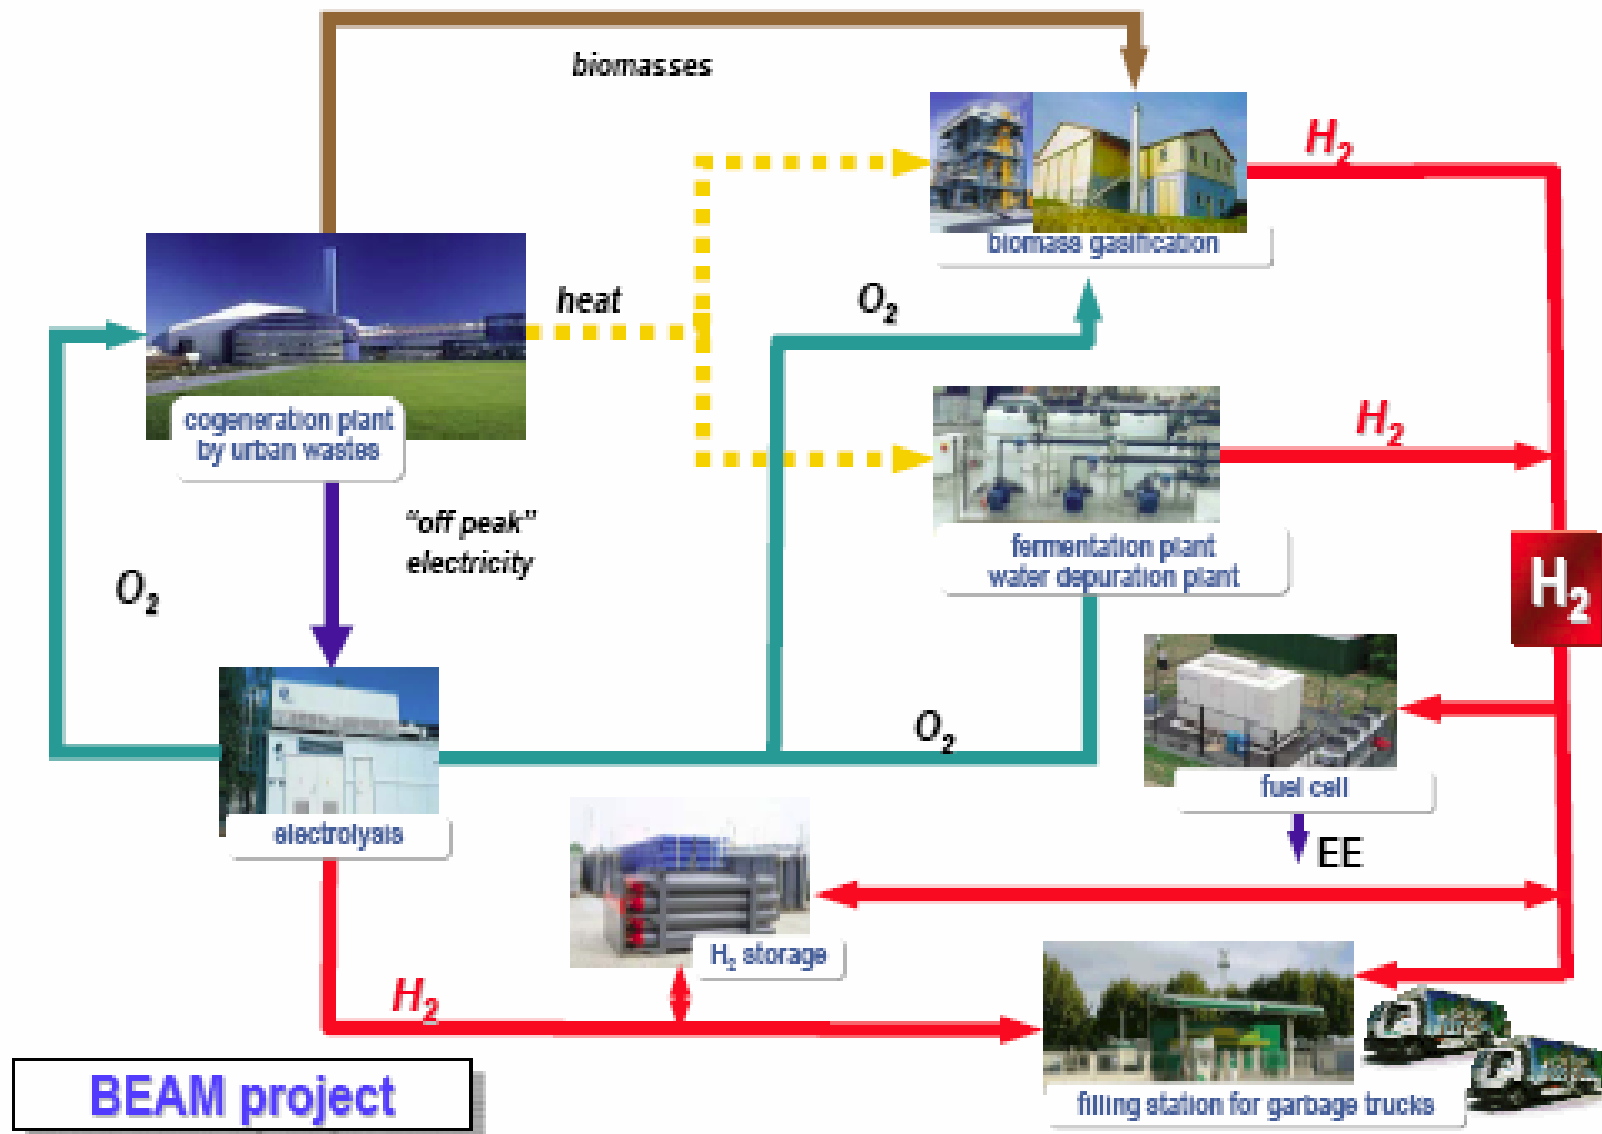 biomasses
H₂
biomass gasification
heat
O₂
cogeneration plant
by urban wastes
H₂
"off peak"
electricity
fermentation plant
water depuration plant
O₂
H₂
O₂
fuel cell
electrolysis
EE
H₂ storage
H₂
filling station for garbage trucks
BEAM project